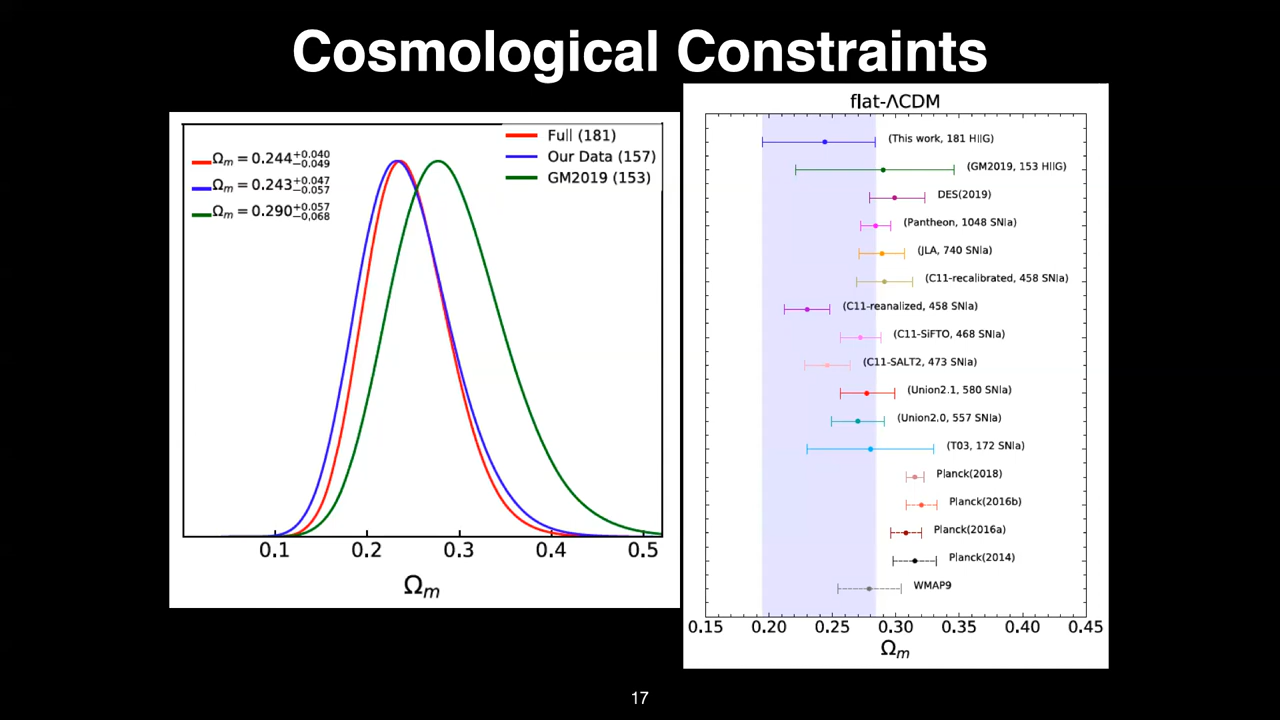 Cosmological Constraints
Full (181)
Our Data (157)
GM2019 (153)
Ωm = 0.244+0.040−0.049
Ωm = 0.243+0.047−0.057
Ωm = 0.290+0.057−0,068
0.1 0.2 0.3 0.4 0.5
Ωm
flat-ΛCDM
(This work, 181 HIIG)
(GM2019, 153 HIIG)
DES(2019)
(Pantheon, 1048 SNIa)
(JLA, 740 SNIa)
(C11-recalibrated, 458 SNIa)
(C11-reanalized, 458 SNIa)
(C11-SiFTO, 468 SNIa)
(C11-SALT2, 473 SNIa)
(Union2.1, 580 SNIa)
(Union2.0, 557 SNIa)
(T03, 172 SNIa)
Planck(2018)
Planck(2016b)
Planck(2016a)
Planck(2014)
WMAP9
0.15 0.20 0.25 0.30 0.35 0.40 0.45
Ωm
17